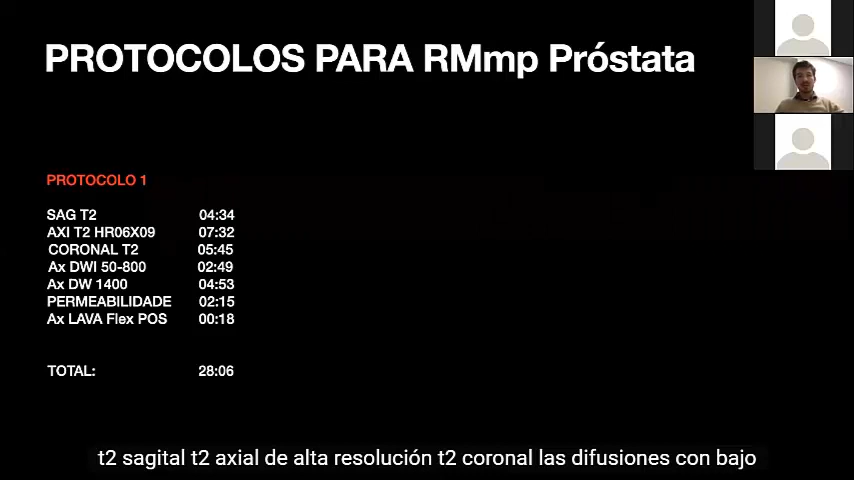 PROTOCOLOS PARA RMmp Próstata
PROTOCOLO 1
SAG T2 04:34
AXI T2 HR06X09 07:32
CORONAL T2 05:45
Ax DWI 50-800 02:49
Ax DW 1400 04:53
PERMEABILIDADE 02:15
Ax LAVA Flex POS 00:18
TOTAL: 28:06
t2 sagital t2 axial de alta resolución t2 coronal las difusiones con bajo